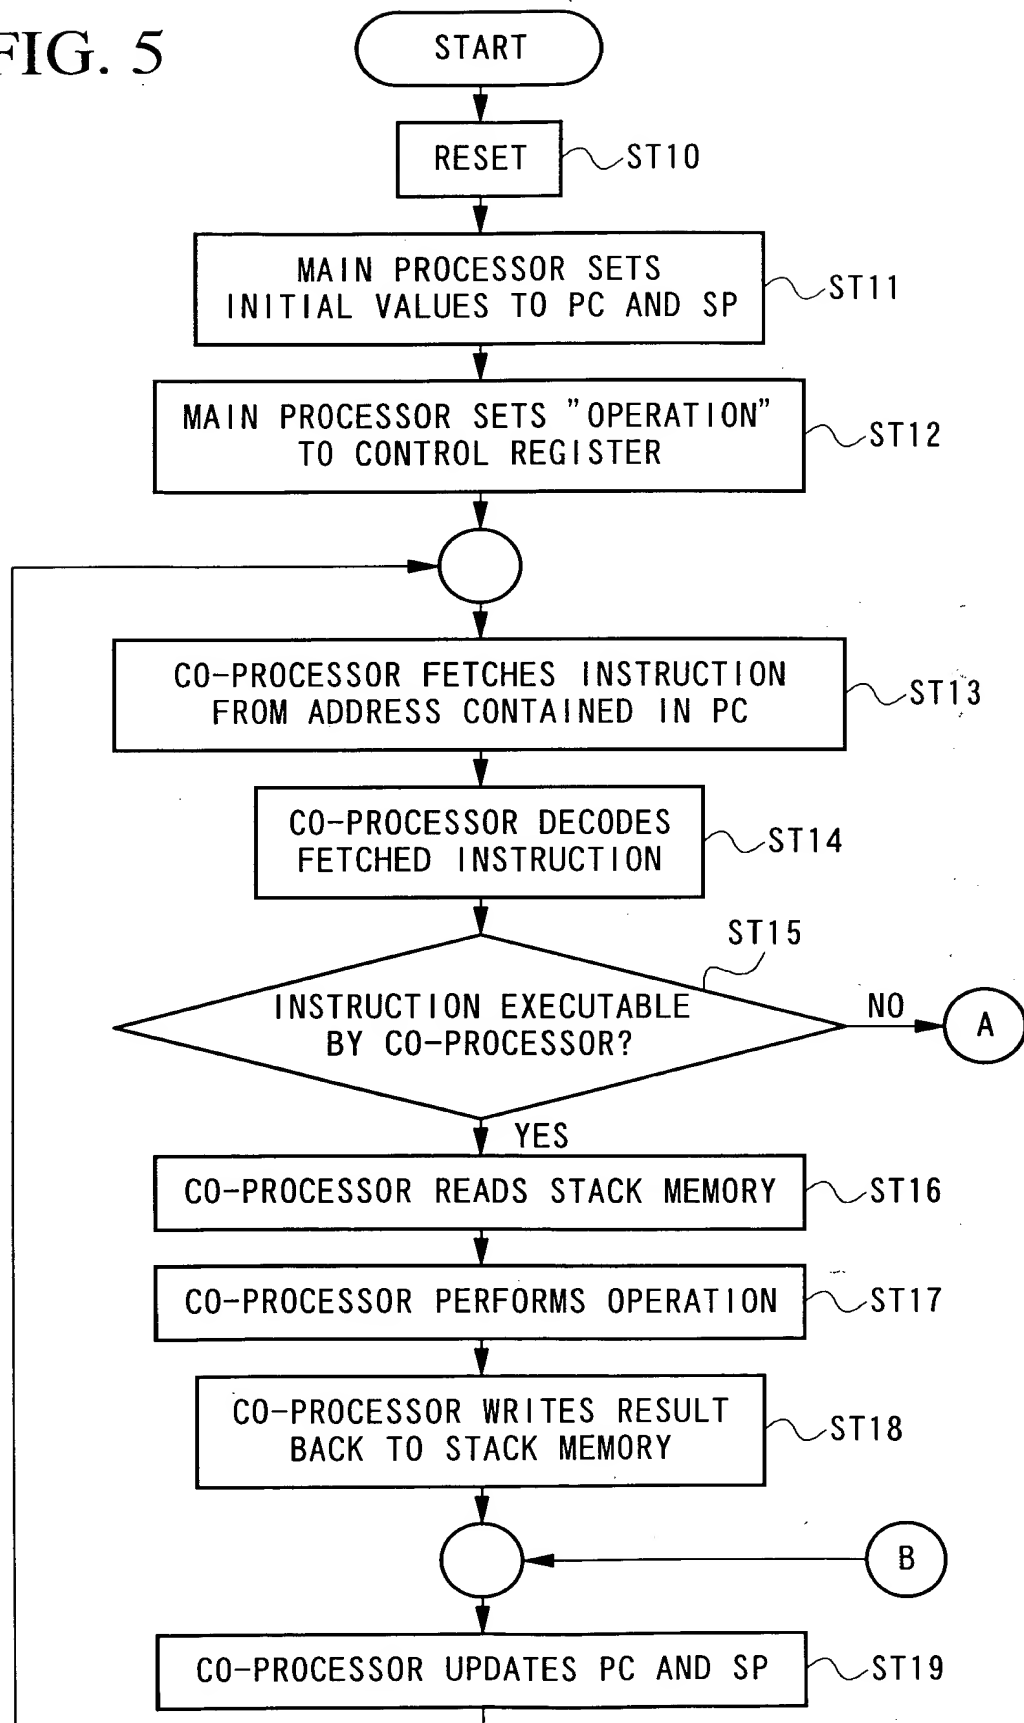 FIG. 5
START
RESET
ST10
MAIN PROCESSOR SETS
INITIAL VALUES TO PC AND SP
ST11
MAIN PROCESSOR SETS "OPERATION"
TO CONTROL REGISTER
ST12
CO-PROCESSOR FETCHES INSTRUCTION
FROM ADDRESS CONTAINED IN PC
ST13
CO-PROCESSOR DECODES
FETCHED INSTRUCTION
ST14
ST15
INSTRUCTION EXECUTABLE
BY CO-PROCESSOR?
NO
A
YES
CO-PROCESSOR READS STACK MEMORY
ST16
CO-PROCESSOR PERFORMS OPERATION
ST17
CO-PROCESSOR WRITES RESULT
BACK TO STACK MEMORY
ST18
B
CO-PROCESSOR UPDATES PC AND SP
ST19